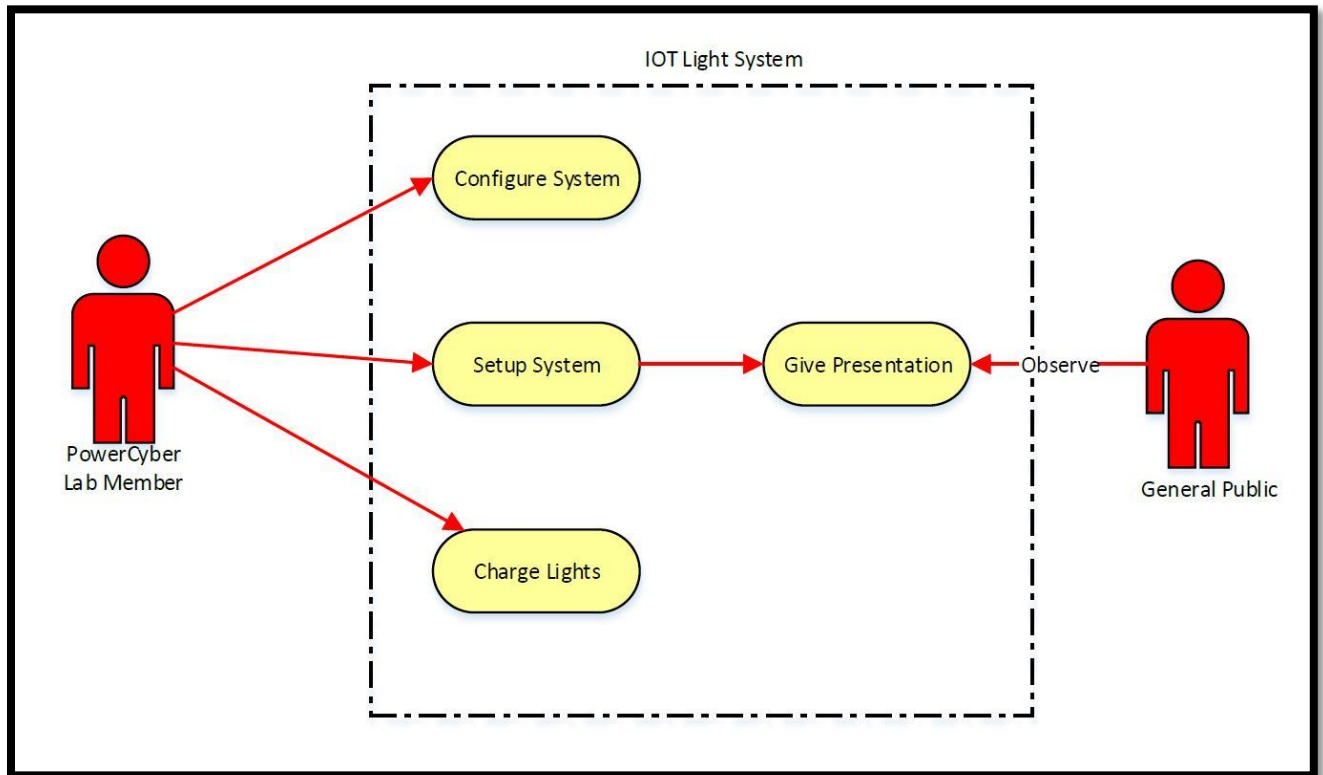 IOT Light System
Configure System
Setup System
Give Presentation
Observe
PowerCyber
Lab Member
General Public
Charge Lights